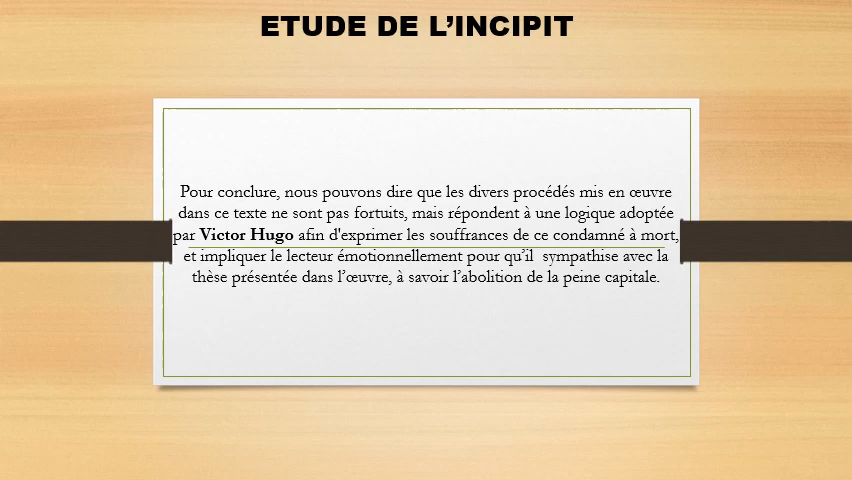 ETUDE DE L’INCIPIT
Pour conclure, nous pouvons dire que les divers procédés mis en œuvre
dans ce texte ne sont pas fortuits, mais répondent à une logique adoptée
par Victor Hugo afin d'exprimer les souffrances de ce condamné à mort,
et impliquer le lecteur émotionnellement pour qu’il  sympathise avec la
thèse présentée dans l’œuvre, à savoir l’abolition de la peine capitale.